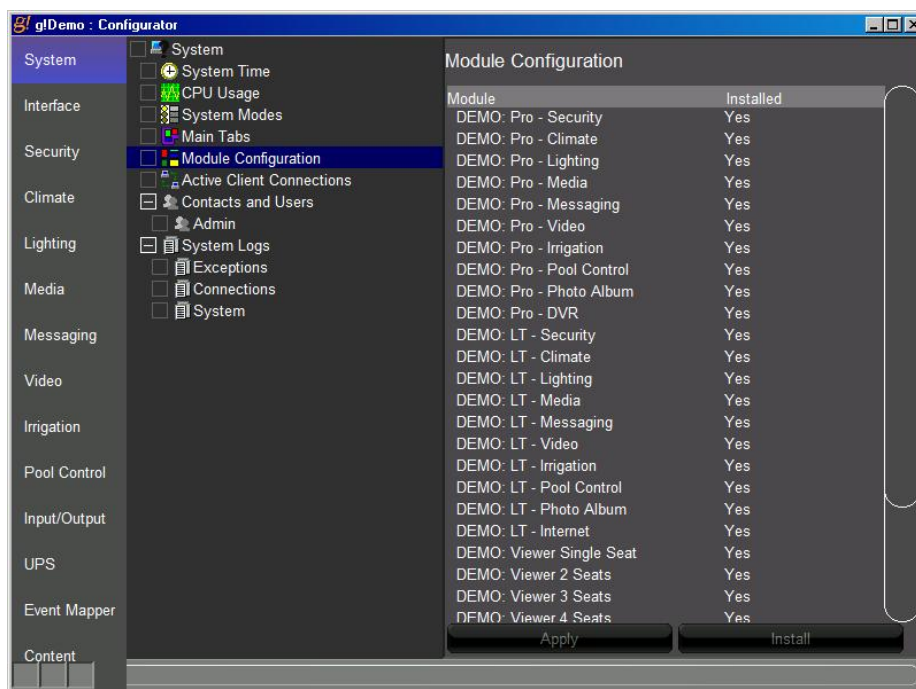 g! g!Demo : Configurator
System
Interface
Security
Climate
Lighting
Media
Messaging
Video
Irrigation
Pool Control
Input/Output
UPS
Event Mapper
Content
System
System Time
CPU Usage
System Modes
Main Tabs
Module Configuration
Active Client Connections
Contacts and Users
Admin
System Logs
Exceptions
Connections
System
Module Configuration
Module Installed
DEMO: Pro - Security Yes
DEMO: Pro - Climate Yes
DEMO: Pro - Lighting Yes
DEMO: Pro - Media Yes
DEMO: Pro - Messaging Yes
DEMO: Pro - Video Yes
DEMO: Pro - Irrigation Yes
DEMO: Pro - Pool Control Yes
DEMO: Pro - Photo Album Yes
DEMO: Pro - DVR Yes
DEMO: LT - Security Yes
DEMO: LT - Climate Yes
DEMO: LT - Lighting Yes
DEMO: LT - Media Yes
DEMO: LT - Messaging Yes
DEMO: LT - Video Yes
DEMO: LT - Irrigation Yes
DEMO: LT - Pool Control Yes
DEMO: LT - Photo Album Yes
DEMO: LT - Internet Yes
DEMO: Viewer Single Seat Yes
DEMO: Viewer 2 Seats Yes
DEMO: Viewer 3 Seats Yes
DEMO: Viewer 4 Seats Yes
Apply Install